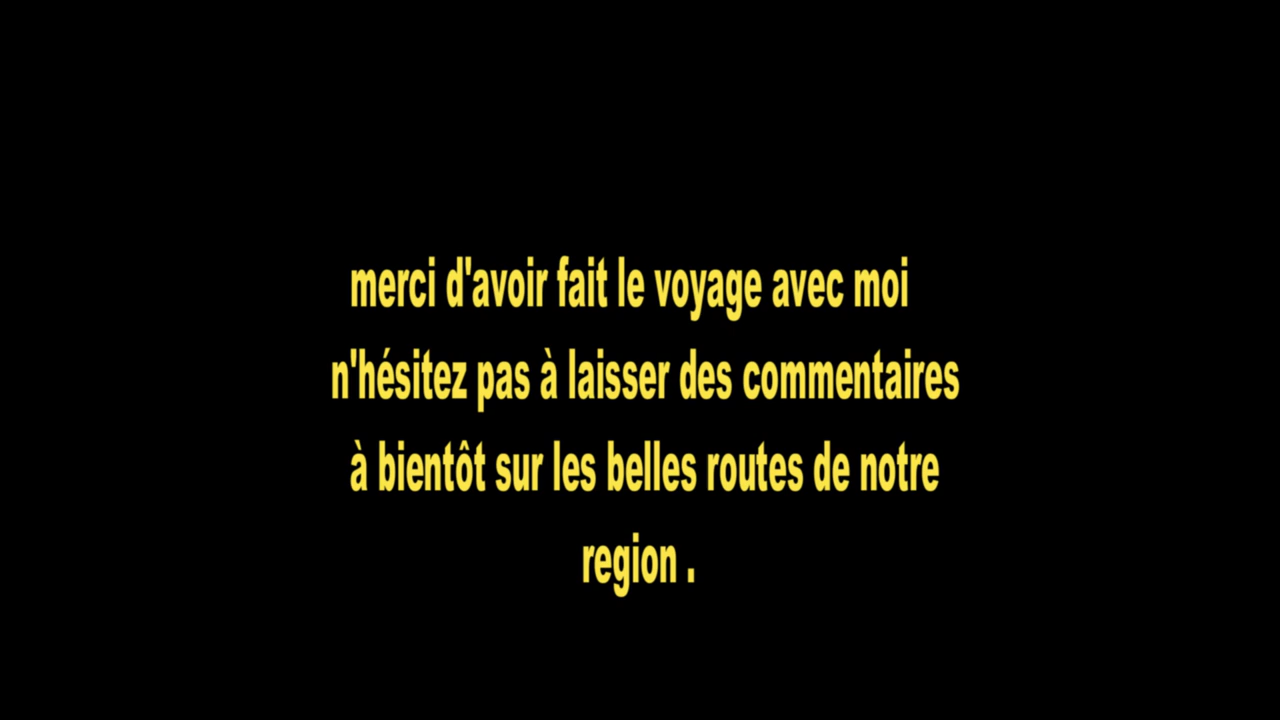 merci d'avoir fait le voyage avec moi
n'hésitez pas à laisser des commentaires
à bientôt sur les belles routes de notre
region .